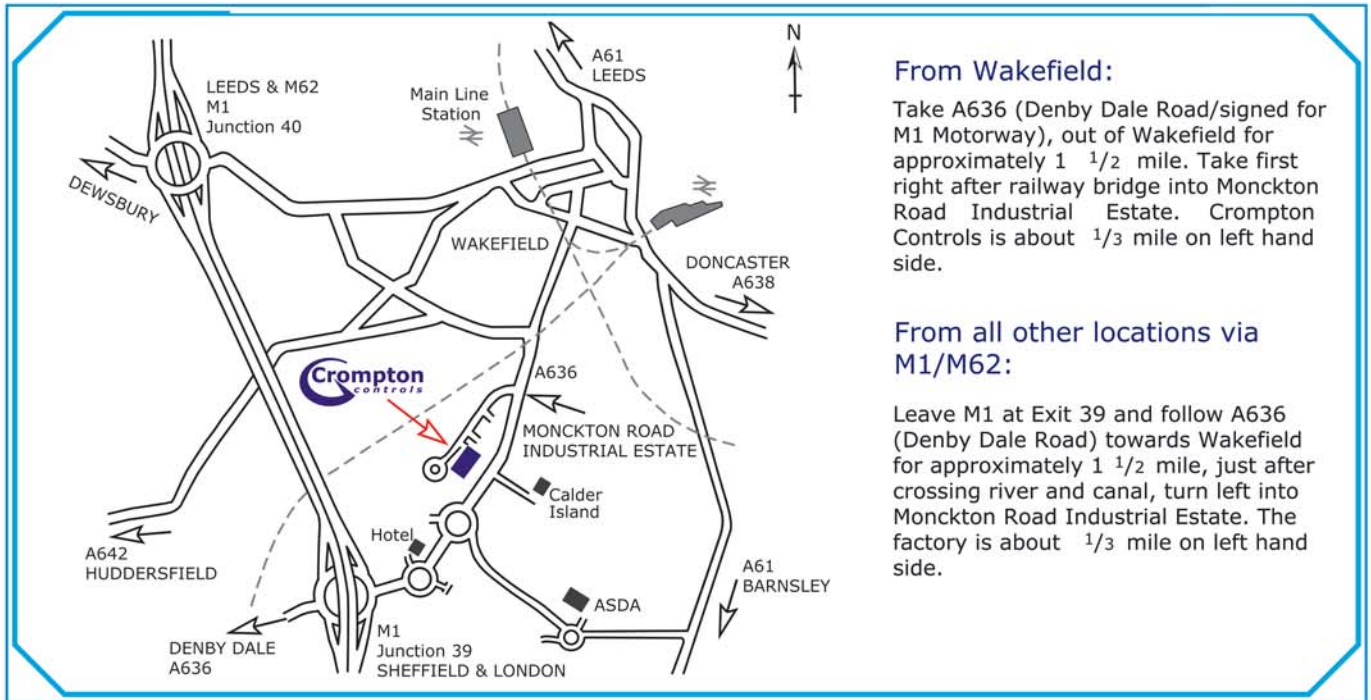 N
A61
LEEDS
LEEDS & M62
M1
Junction 40
Main Line
Station
DEWSBURY
WAKEFIELD
DONCASTER
A638
Crompton
controls
A636
MONCKTON ROAD
INDUSTRIAL ESTATE
Calder
Island
Hotel
A642
HUDDERSFIELD
A61
BARNSLEY
ASDA
DENBY DALE
A636
M1
Junction 39
SHEFFIELD & LONDON
From Wakefield:
Take A636 (Denby Dale Road/signed for
M1 Motorway), out of Wakefield for
approximately 1 1/2 mile. Take first
right after railway bridge into Monckton
Road Industrial Estate. Crompton
Controls is about 1/3 mile on left hand
side.
From all other locations via
M1/M62:
Leave M1 at Exit 39 and follow A636
(Denby Dale Road) towards Wakefield
for approximately 1 1/2 mile, just after
crossing river and canal, turn left into
Monckton Road Industrial Estate. The
factory is about 1/3 mile on left hand
side.